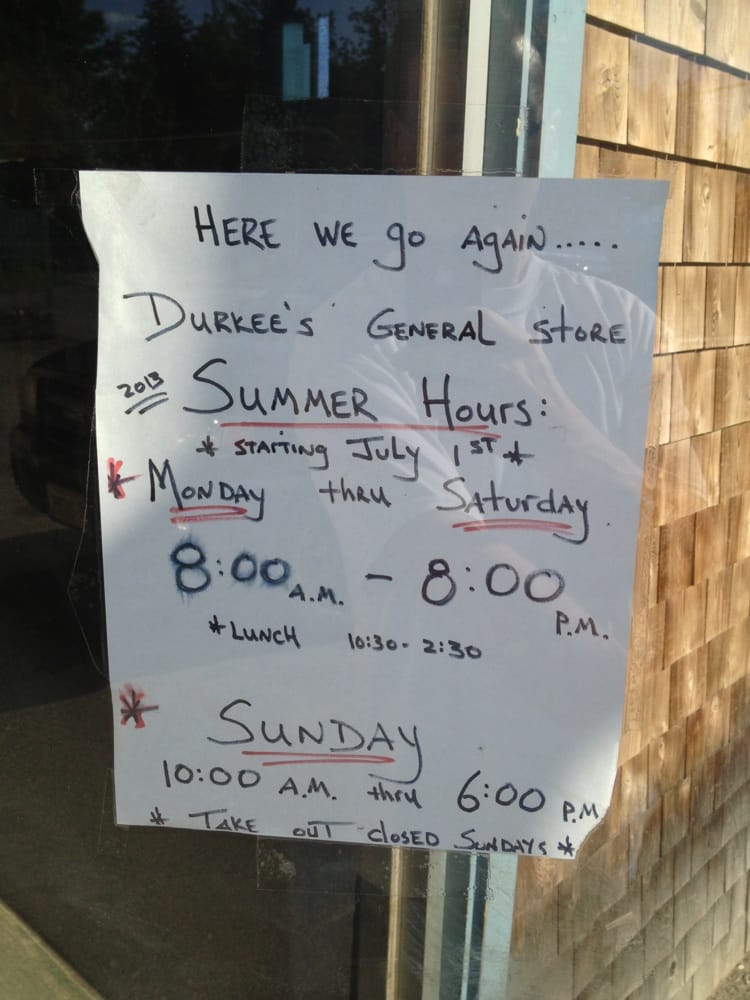 HERE WE go AgAiN.....
DURKEE'S GENERAL StORE
2013 SUMMER Hours:
* STARTiNg JULY 1ST *
* MONDAY thru SAturdAY
8:00 A.M. - 8:00 P.M.
*LUNCH 10:30- 2:30
* SUNDAY
10:00 A.M. thru 6:00 P.M
* TAKE OUT closed SUNDAYS *